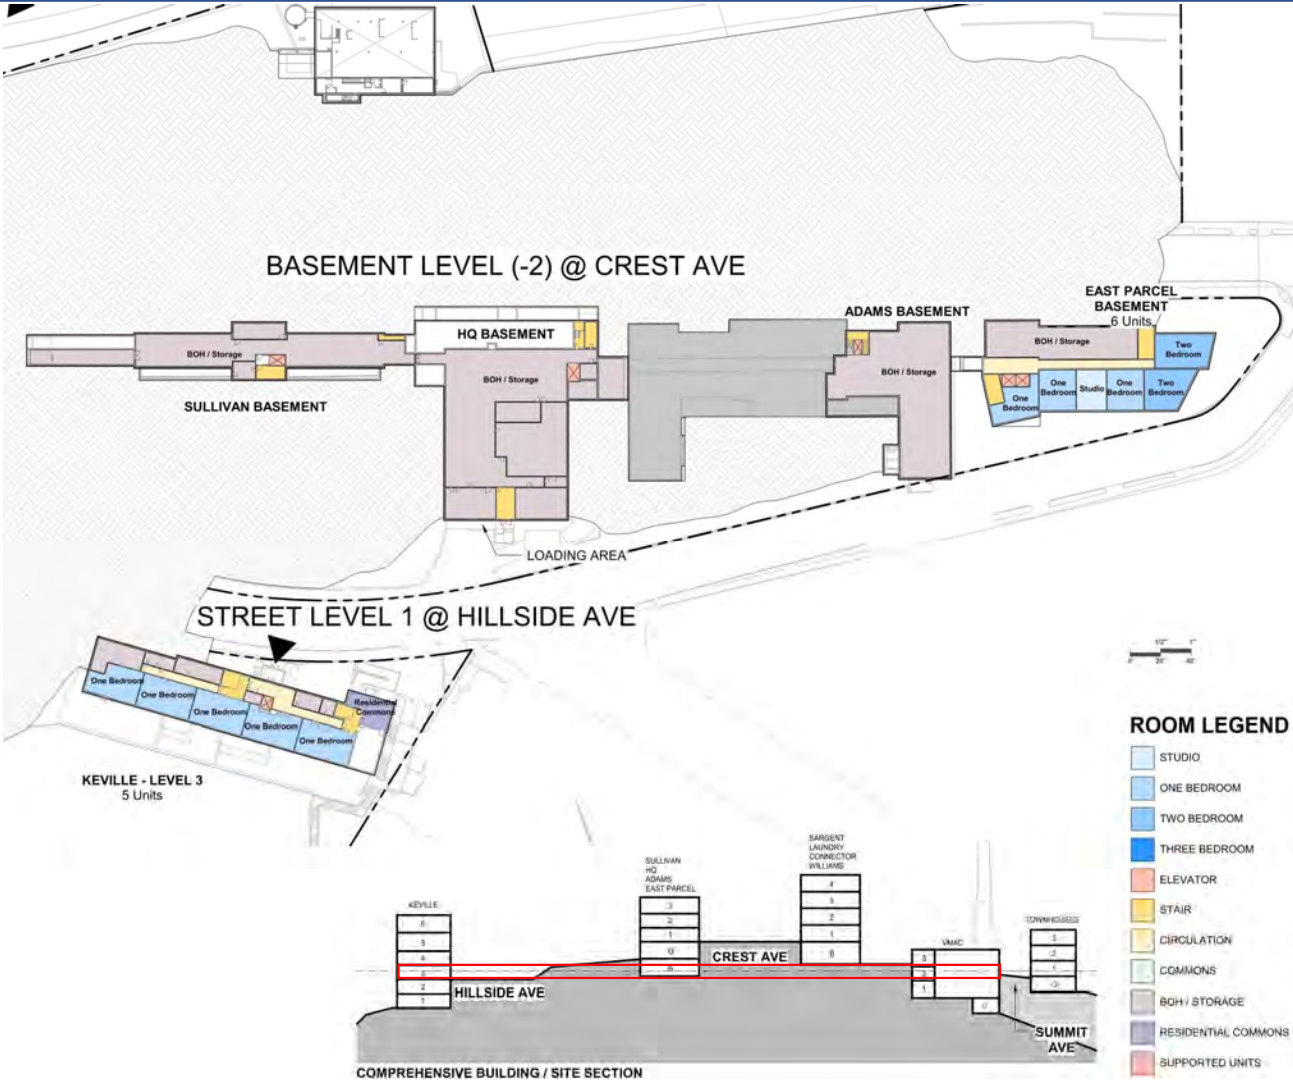 BASEMENT LEVEL (-2) @ CREST AVE
EAST PARCEL
BASEMENT
6 Units
ADAMS BASEMENT
HQ BASEMENT
BOH / Storage
BOH / Storage
BOH / Storage
BOH / Storage
Two
Bedroom
One
Bedroom
One
Bedroom
Studio
One
Bedroom
Two
Bedroom
SULLIVAN BASEMENT
LOADING AREA
STREET LEVEL 1 @ HILLSIDE AVE
One Bedroom
One Bedroom
One Bedroom
One Bedroom
One Bedroom
Residential
Commons
KEVILLE - LEVEL 3
5 Units
ROOM LEGEND
STUDIO
ONE BEDROOM
TWO BEDROOM
THREE BEDROOM
ELEVATOR
STAIR
CIRCULATION
COMMONS
BOH / STORAGE
RESIDENTIAL COMMONS
SUPPORTED UNITS
SARGENT
LAUNDRY
CONNECTOR
WILLIAMS
SULLIVAN
HQ
ADAMS
EAST PARCEL
KEVILLE
VMAC
TOWNHOUSES
CREST AVE
HILLSIDE AVE
SUMMIT
AVE
COMPREHENSIVE BUILDING / SITE SECTION